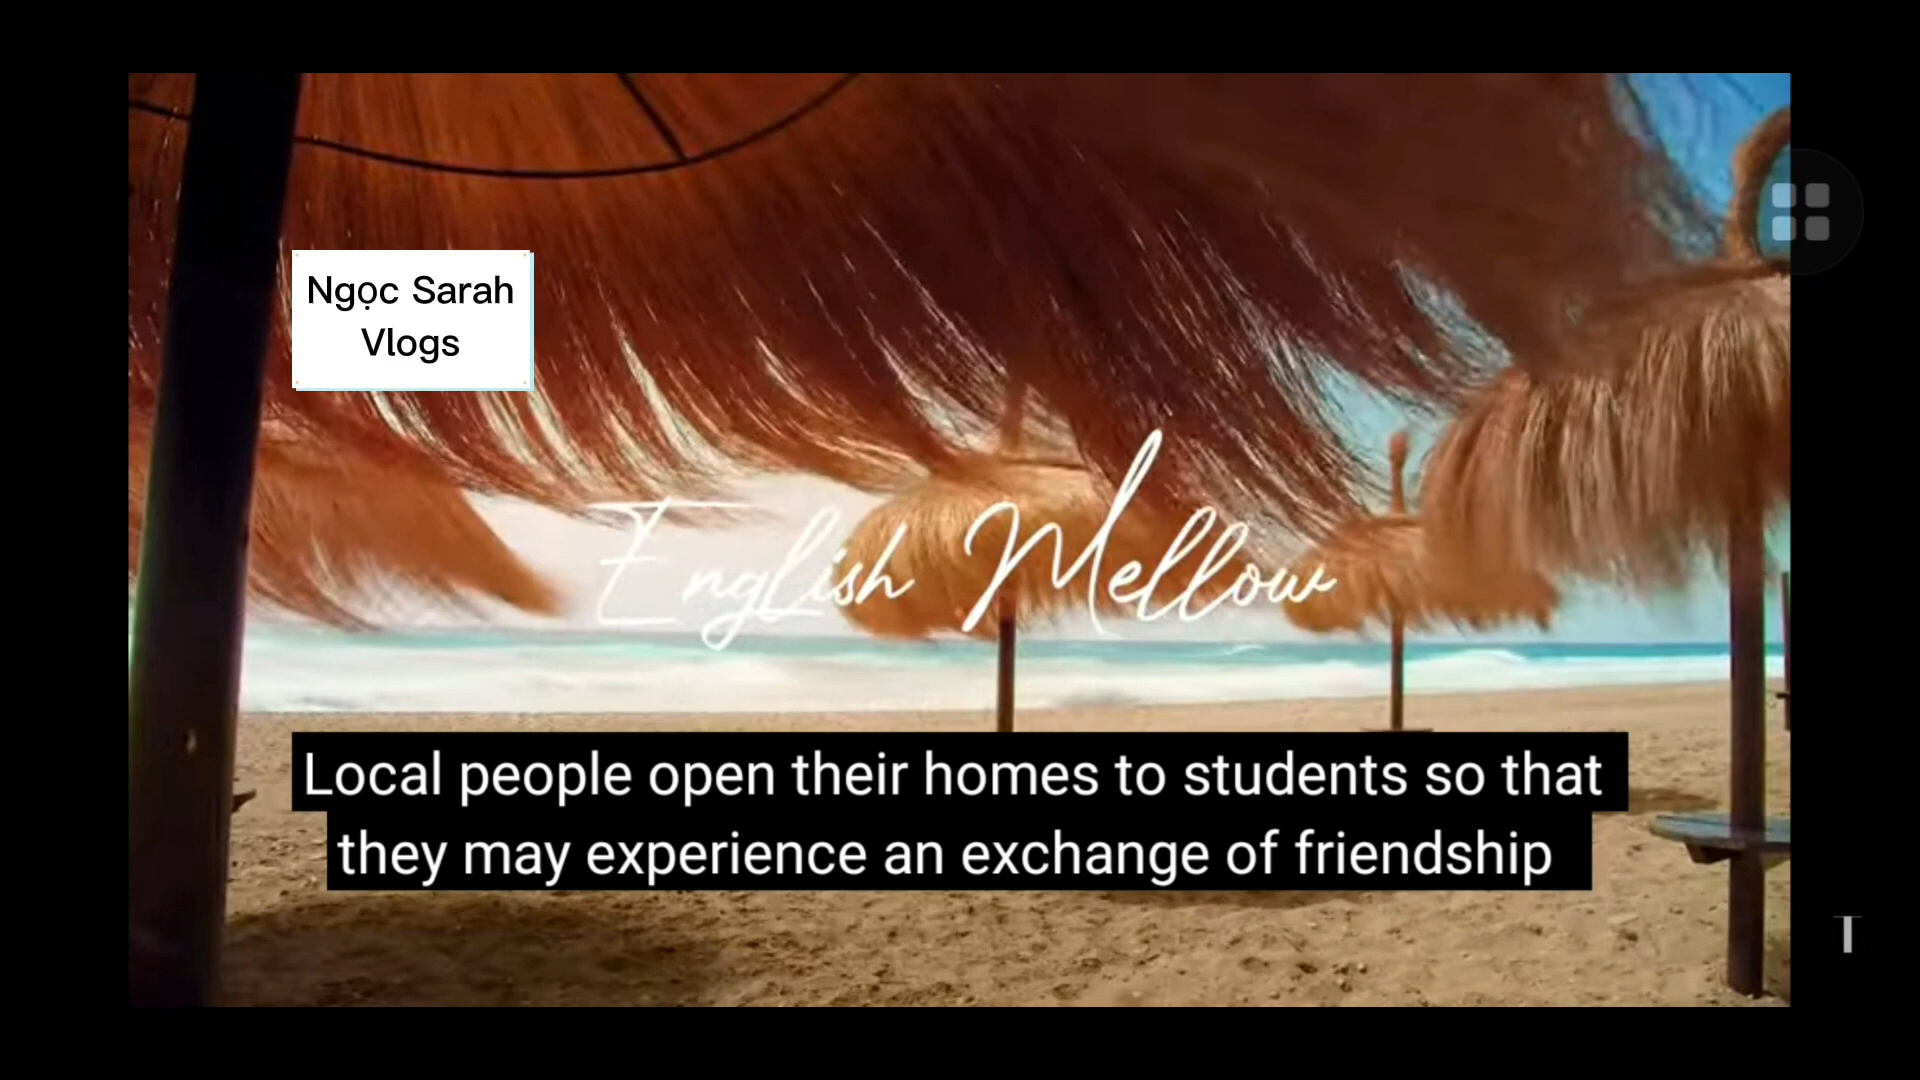 Ngọc Sarah
Vlogs
English Mellow
Local people open their homes to students so that
they may experience an exchange of friendship